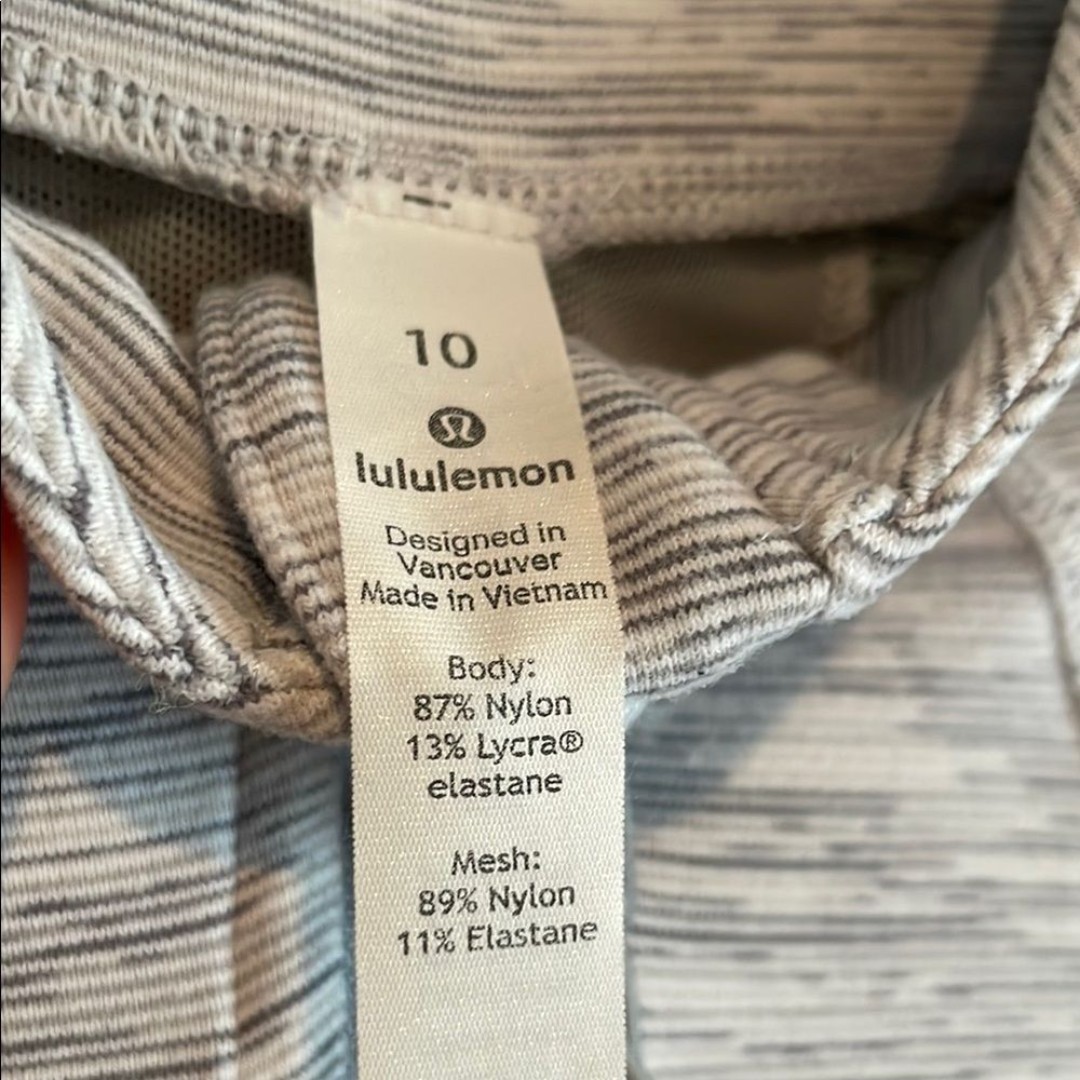 10
lululemon
Designed in
Vancouver
Made in Vietnam
Body:
87% Nylon
13% Lycra®
elastane
Mesh:
89% Nylon
11% Elastane